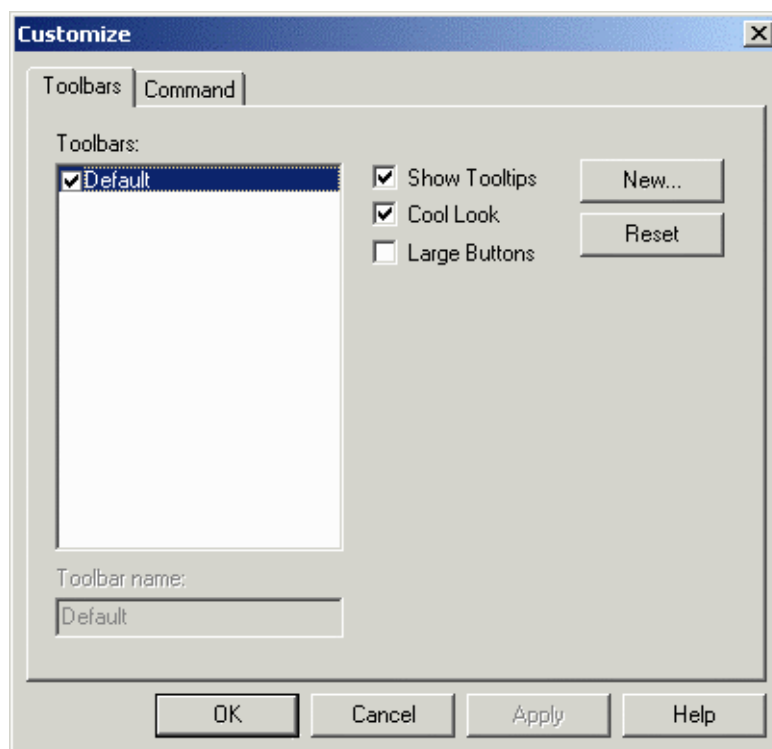 Customize
Toolbars
Command
Toolbars:
Default
Show Tooltips
Cool Look
Large Buttons
New...
Reset
Toolbar name:
Default
OK
Cancel
Apply
Help